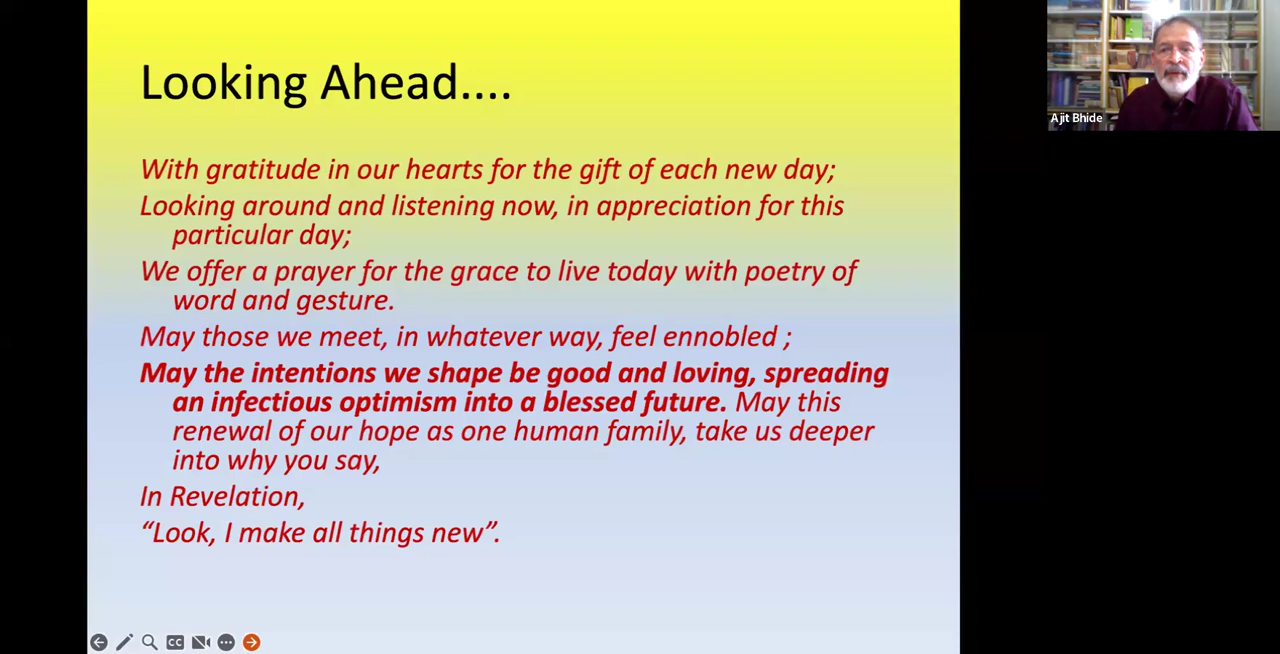 Looking Ahead....
With gratitude in our hearts for the gift of each new day;
Looking around and listening now, in appreciation for this
particular day;
We offer a prayer for the grace to live today with poetry of
word and gesture.
May those we meet, in whatever way, feel ennobled ;
May the intentions we shape be good and loving, spreading
an infectious optimism into a blessed future. May this
renewal of our hope as one human family, take us deeper
into why you say,
In Revelation,
“Look, I make all things new”.
Ajit Bhide
CC